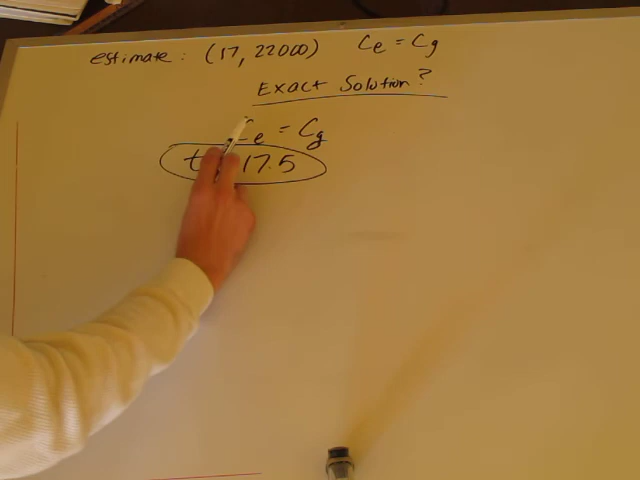 estimate: (17, 22000) Ce = Cg
Exact Solution?
Ce = Cg
t 17.5